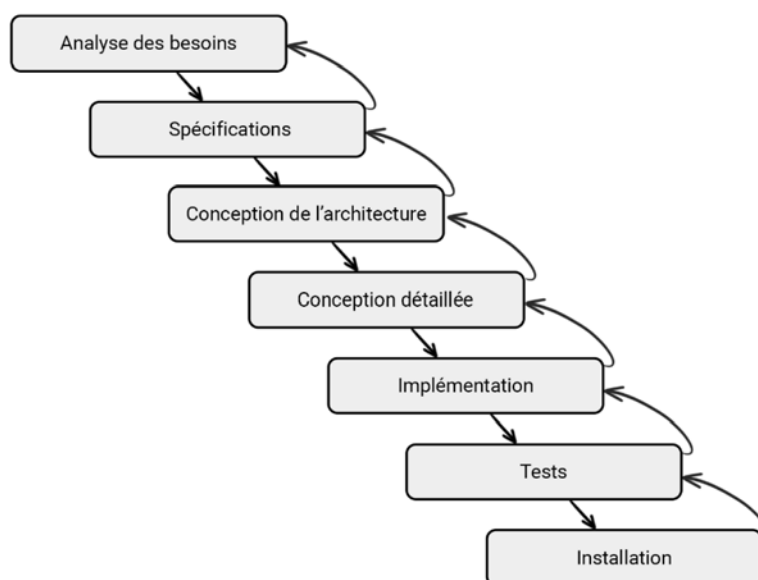 Analyse des besoins
Spécifications
Conception de l’architecture
Conception détaillée
Implémentation
Tests
Installation